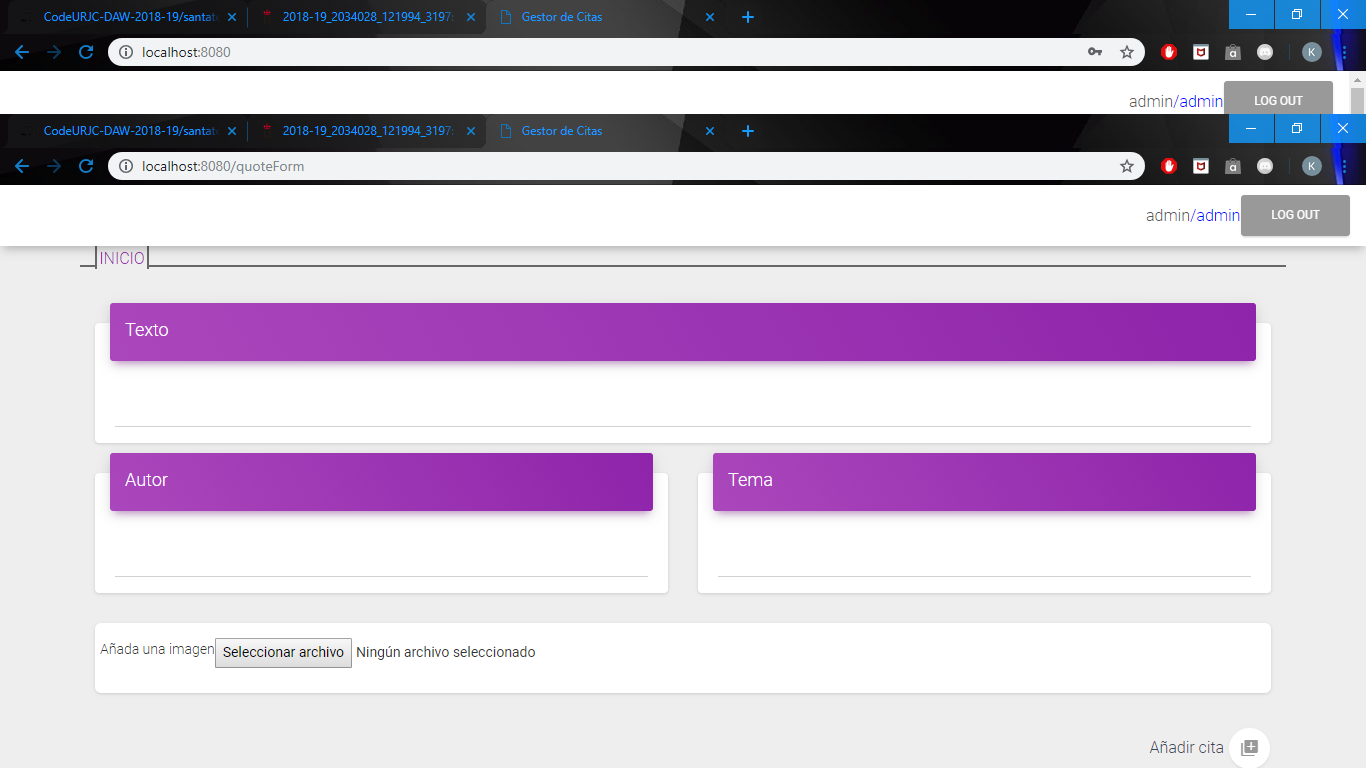 CodeURJC-DAW-2018-19/santat 2018-19_2034028_121994_3197 Gestor de Citas
localhost:8080 K
admin/admin LOG OUT
CodeURJC-DAW-2018-19/santat 2018-19_2034028_121994_3197 Gestor de Citas
localhost:8080/quoteForm K
admin/admin LOG OUT
INICIO
Texto
Autor Tema
Añada una imagen Seleccionar archivo Ningún archivo seleccionado
Añadir cita